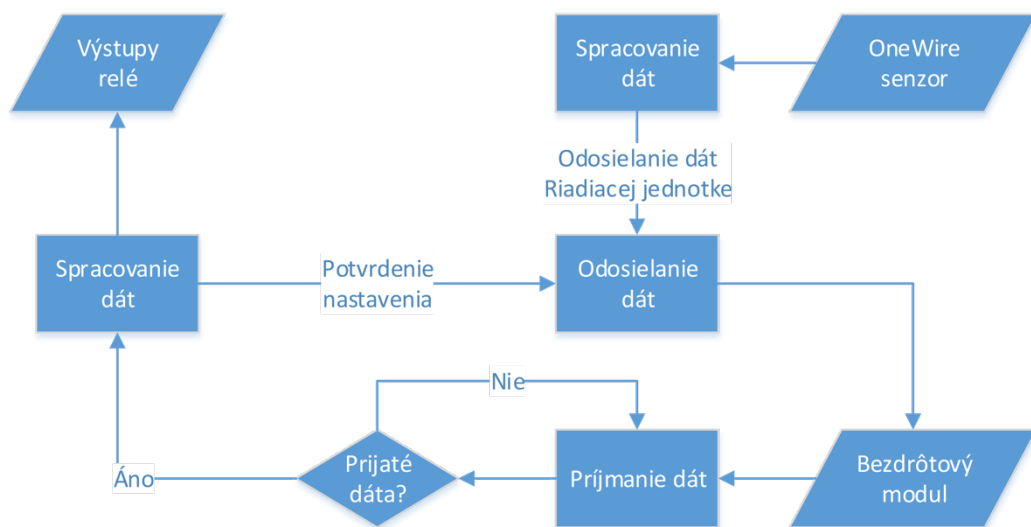 Výstupy
relé
Spracovanie
dát
OneWire
senzor
Odosielanie dát
Riadiacej jednotke
Spracovanie
dát
Potvrdenie
nastavenia
Odosielanie
dát
Nie
Áno
Prijaté
dáta?
Príjmanie dát
Bezdrôtový
modul